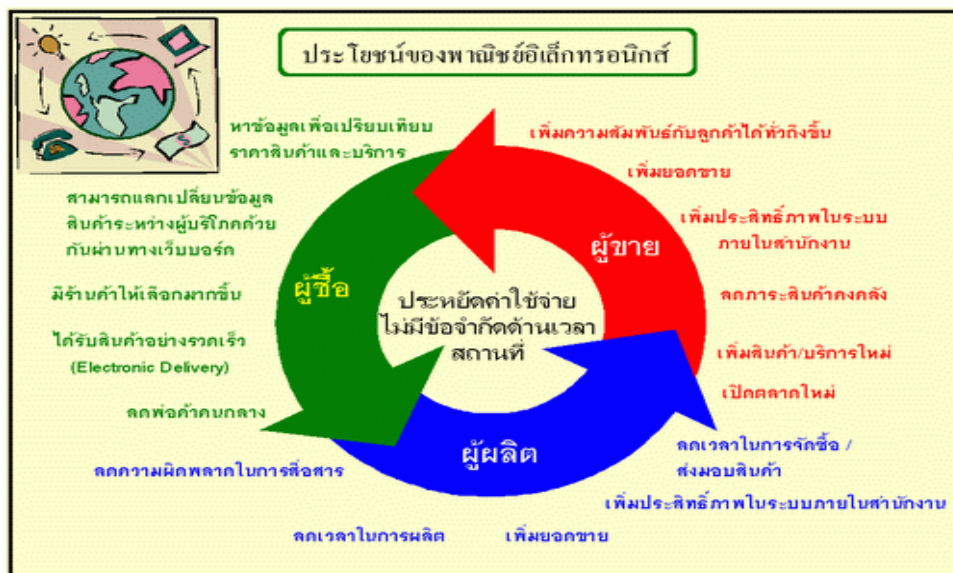 ประโยชน์ของพาณิชย์อิเล็กทรอนิกส์
หาข้อมูลเพื่อเปรียบเทียบ
ราคาสินค้าและบริการ
สามารถแลกเปลี่ยนข้อมูล
สินค้าระหว่างผู้บริโภคด้วย
กันผ่านทางเว็บบอร์ด
มีร้านค้าให้เลือกมากขึ้น
ได้รับสินค้าอย่างรวดเร็ว
(Electronic Delivery)
ลดพ่อค้าคนกลาง
ผู้ซื้อ
เพิ่มความสัมพันธ์กับลูกค้าได้ทั่วถึงขึ้น
เพิ่มยอดขาย
เพิ่มประสิทธิ์ภาพในระบบ
ภายในสำนักงาน
ลดภาระสินค้าคงคลัง
เพิ่มสินค้า/บริการใหม่
เปิดตลาดใหม่
ผู้ขาย
ประหยัดค่าใช้จ่าย
ไม่มีข้อจำกัดด้านเวลา
สถานที่
ผู้ผลิต
ลดความผิดพลาดในการสื่อสาร
ลดเวลาในการจัดซื้อ /
ส่งมอบสินค้า
เพิ่มประสิทธิ์ภาพในระบบภายในสำนักงาน
ลดเวลาในการผลิต
เพิ่มยอดขาย